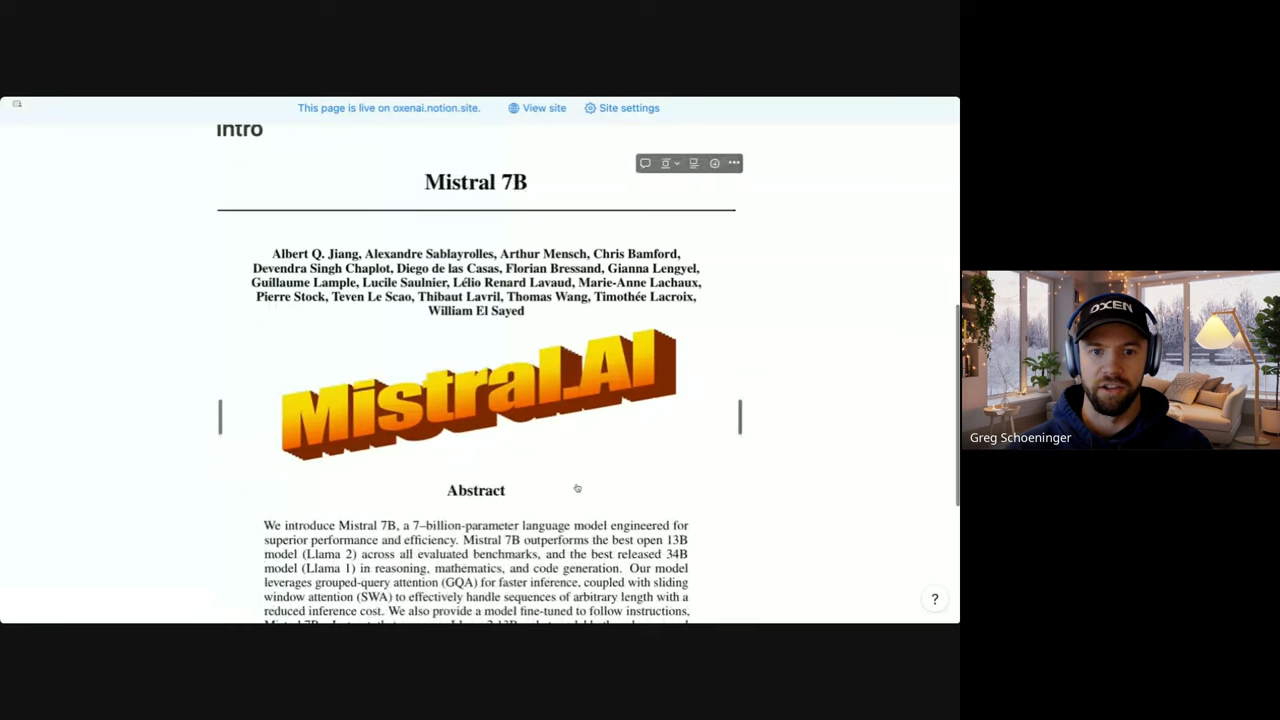 This page is live on oxenai.notion.site.
View site
Site settings
Intro
Mistral 7B
Albert Q. Jiang, Alexandre Sablayrolles, Arthur Mensch, Chris Bamford,
Devendra Singh Chaplot, Diego de las Casas, Florian Bressand, Gianna Lengyel,
Guillaume Lample, Lucile Saulnier, Lélio Renard Lavaud, Marie-Anne Lachaux,
Pierre Stock, Teven Le Scao, Thibaut Lavril, Thomas Wang, Timothée Lacroix,
William El Sayed
Mistral.AI
Abstract
We introduce Mistral 7B, a 7–billion-parameter language model engineered for
superior performance and efficiency. Mistral 7B outperforms the best open 13B
model (Llama 2) across all evaluated benchmarks, and the best released 34B
model (Llama 1) in reasoning, mathematics, and code generation. Our model
leverages grouped-query attention (GQA) for faster inference, coupled with sliding
window attention (SWA) to effectively handle sequences of arbitrary length with a
reduced inference cost. We also provide a model fine-tuned to follow instructions,
?
OXEN
Greg Schoeninger